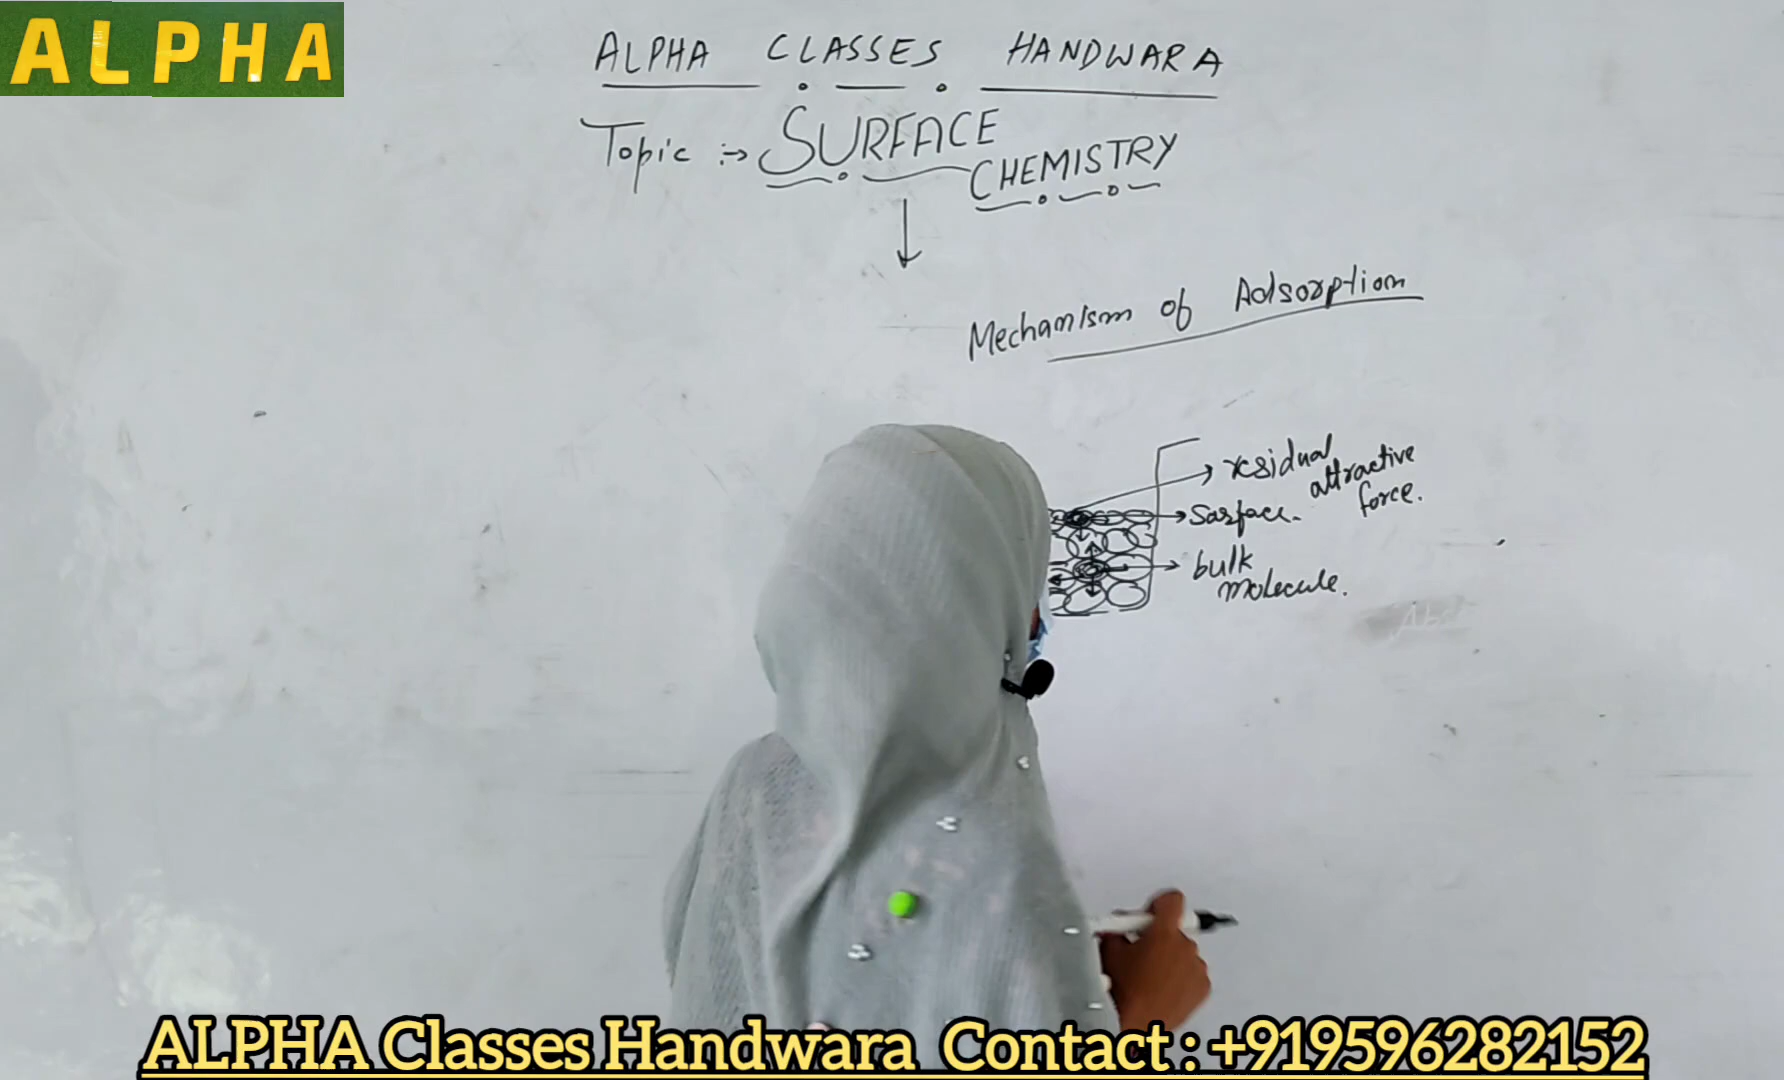 ALPHA
ALPHA CLASSES HANDWARA
Topic :→ SURFACE
CHEMISTRY
Mechanism of Adsorption
residual
attractive
force.
Surface.
bulk
molecule.
ALPHA Classes Handwara Contact : +919596282152